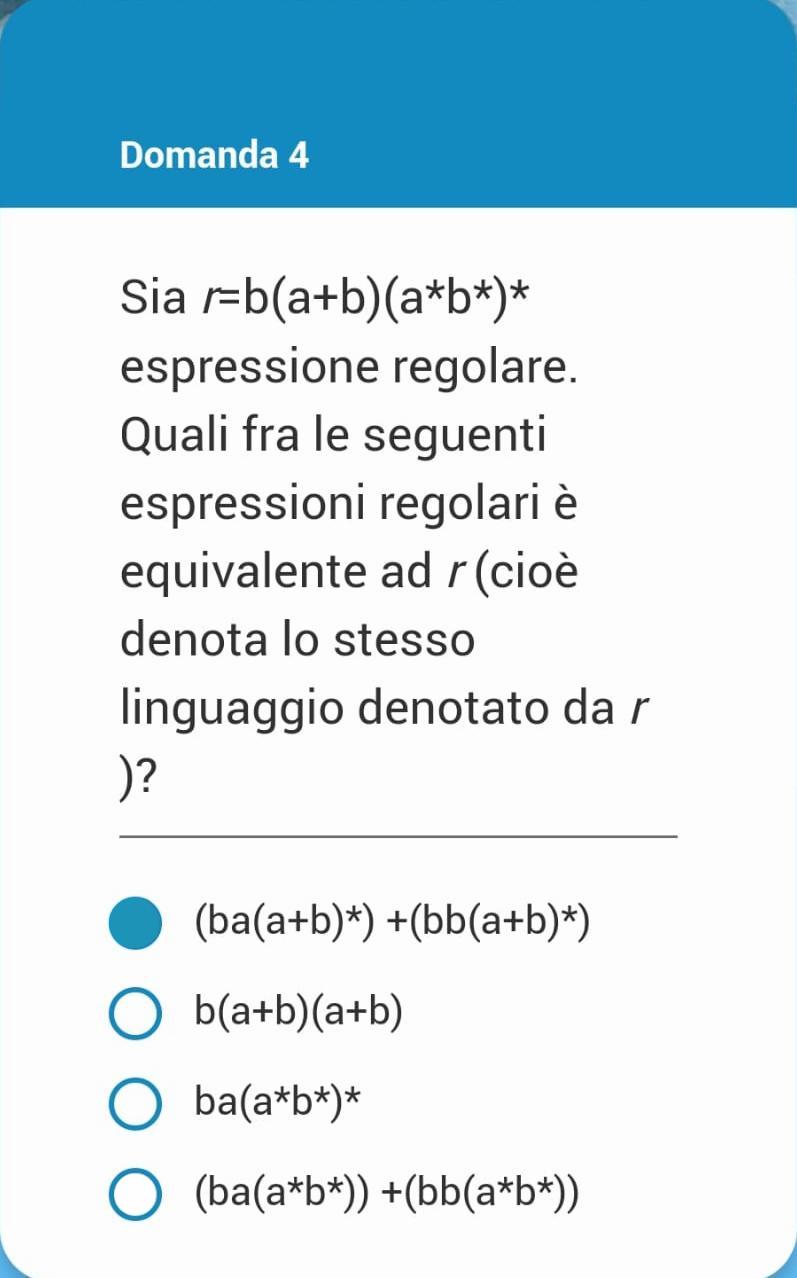 Domanda 4
Sia r=b(a+b)(a*b*)*
espressione regolare.
Quali fra le seguenti
espressioni regolari è
equivalente ad r (cioè
denota lo stesso
linguaggio denotato da r
)?
(ba(a+b)*) +(bb(a+b)*)
b(a+b)(a+b)
ba(a*b*)*
(ba(a*b*)) +(bb(a*b*))